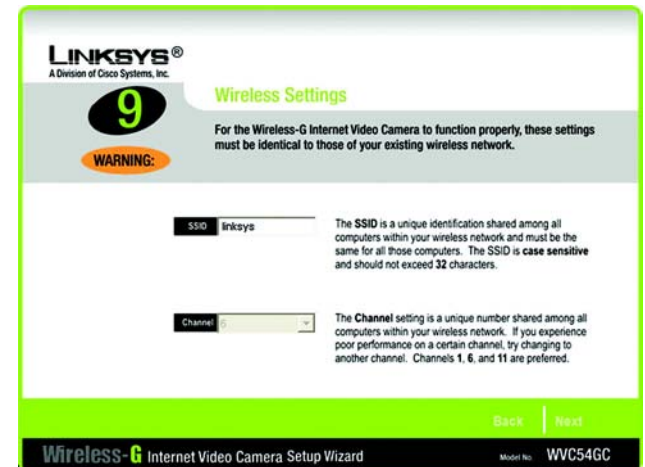 LINKSYS®
A Division of Cisco Systems, Inc.
9
WARNING:
Wireless Settings
For the Wireless-G Internet Video Camera to function properly, these settings
must be identical to those of your existing wireless network.
SSID linksys
The SSID is a unique identification shared among all
computers within your wireless network and must be the
same for all those computers. The SSID is case sensitive
and should not exceed 32 characters.
Channel 6
The Channel setting is a unique number shared among all
computers within your wireless network. If you experience
poor performance on a certain channel, try changing to
another channel. Channels 1, 6, and 11 are preferred.
Back Next
Wireless-G Internet Video Camera Setup Wizard
Model No. WVC54GC